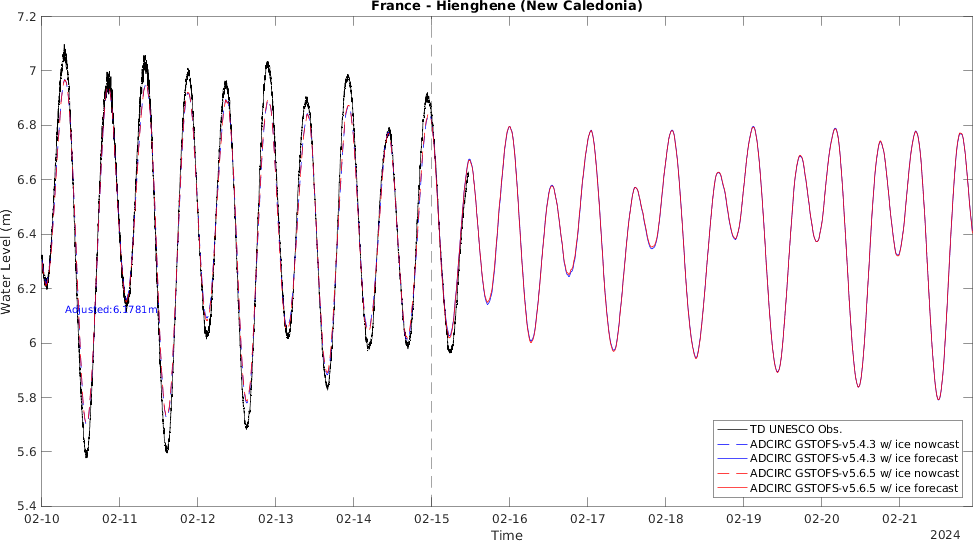 France - Hienghene (New Caledonia)
7.2
7
6.8
6.6
6.4
6.2
6
5.8
5.6
5.4
Water Level (m)
Adjusted:6.1781m
TD UNESCO Obs.
ADCIRC GSTOFS-v5.4.3 w/ ice nowcast
ADCIRC GSTOFS-v5.4.3 w/ ice forecast
ADCIRC GSTOFS-v5.6.5 w/ ice nowcast
ADCIRC GSTOFS-v5.6.5 w/ ice forecast
02-10 02-11 02-12 02-13 02-14 02-15 02-16 02-17 02-18 02-19 02-20 02-21
Time
2024